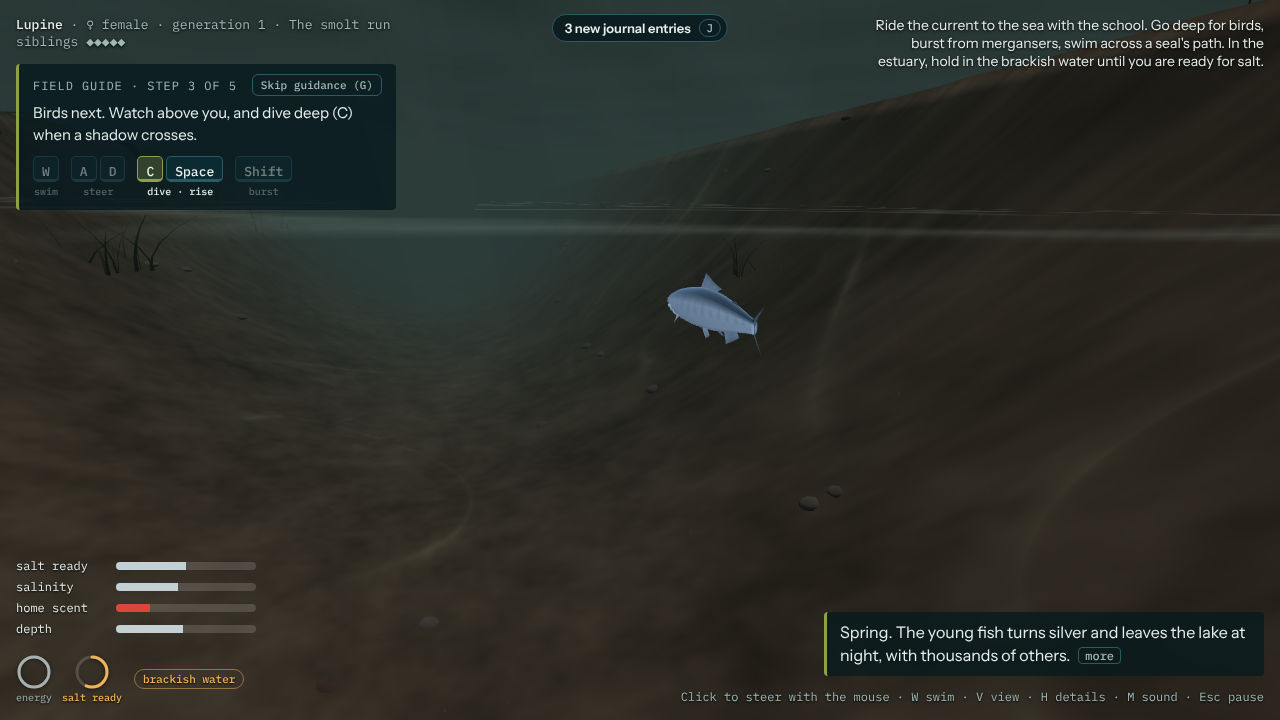 Lupine · ♀ female · generation 1 · The smolt run
siblings ◆◆◆◆◆
3 new journal entries J
Ride the current to the sea with the school. Go deep for birds,
burst from mergansers, swim across a seal's path. In the
estuary, hold in the brackish water until you are ready for salt.
FIELD GUIDE · STEP 3 OF 5 Skip guidance (G)
Birds next. Watch above you, and dive deep (C)
when a shadow crosses.
W A D C Space Shift
swim steer dive · rise burst
salt ready
salinity
home scent
depth
energy salt ready brackish water
Spring. The young fish turns silver and leaves the lake at
night, with thousands of others. more
Click to steer with the mouse · W swim · V view · H details · M sound · Esc pause